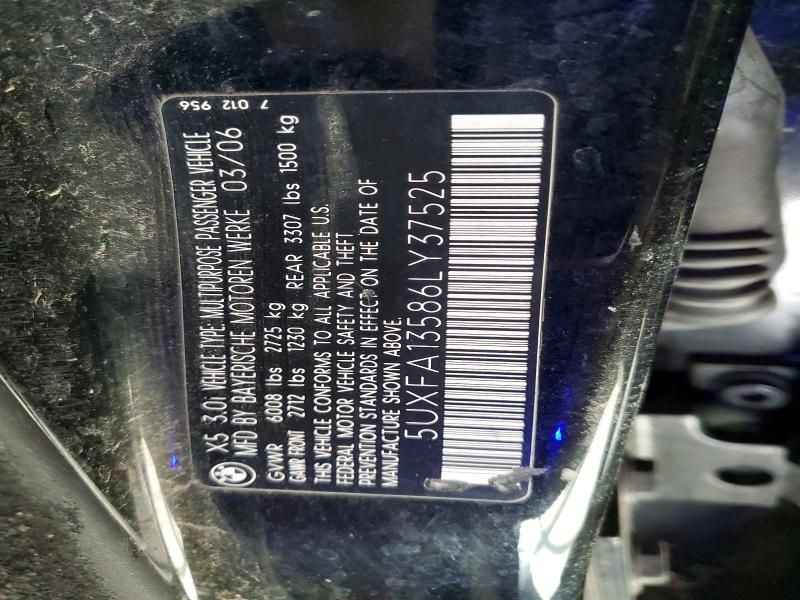 X5 3.0i VEHICLE TYPE: MULTIPURPOSE PASSENGER VEHICLE
MFD BY BAYERISCHE MOTOREN WERKE 03/06
GVWR 6008 lbs 2725 kg
GAWR FRONT 2712 lbs 1230 kg REAR 3307 lbs 1500 kg
THIS VEHICLE CONFORMS TO ALL APPLICABLE U.S.
FEDERAL MOTOR VEHICLE SAFETY AND THEFT
PREVENTION STANDARDS IN EFFECT ON THE DATE OF
MANUFACTURE SHOWN ABOVE.
5UXFA13586LY37525
7 012 956